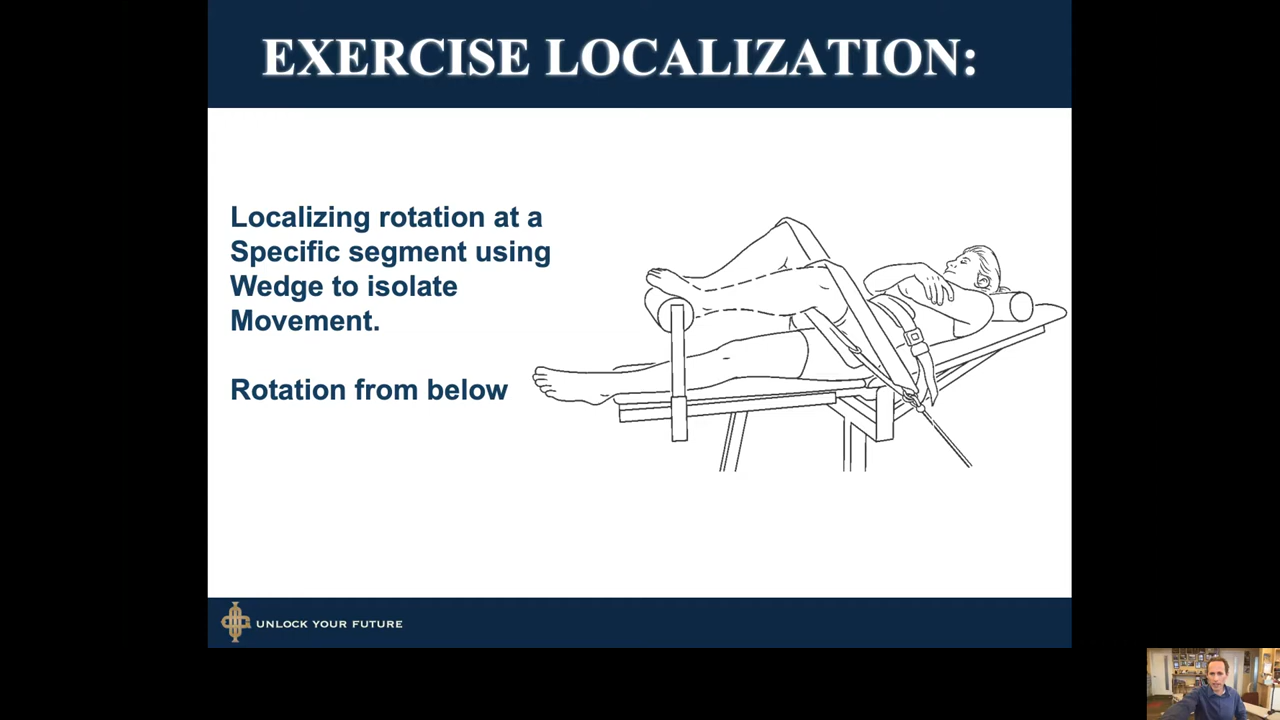 EXERCISE LOCALIZATION:
Localizing rotation at a
Specific segment using
Wedge to isolate
Movement.
Rotation from below
UNLOCK YOUR FUTURE